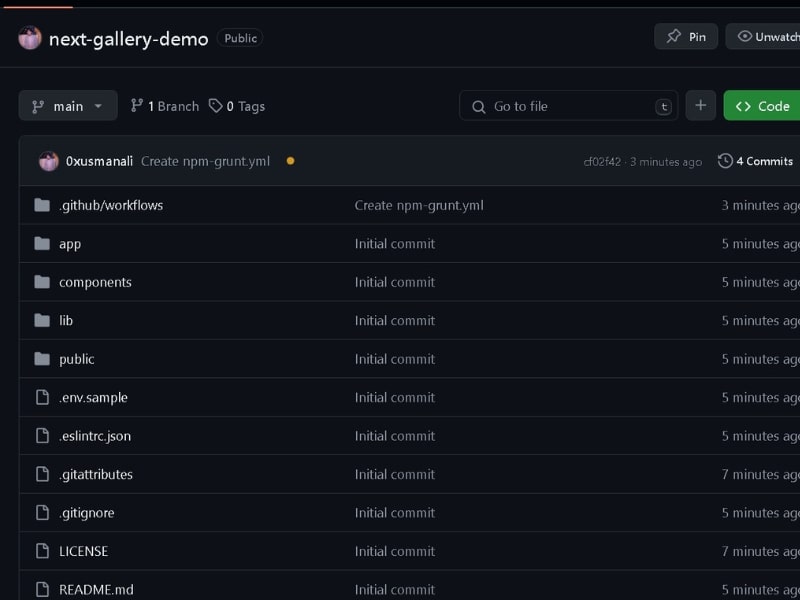 next-gallery-demo Public Pin Unwatch
main 1 Branch 0 Tags Go to file t + <> Code
0xusmanali Create npm-grunt.yml cf02f42 · 3 minutes ago 4 Commits
.github/workflows Create npm-grunt.yml 3 minutes ago
app Initial commit 5 minutes ago
components Initial commit 5 minutes ago
lib Initial commit 5 minutes ago
public Initial commit 5 minutes ago
.env.sample Initial commit 5 minutes ago
.eslintrc.json Initial commit 5 minutes ago
.gitattributes Initial commit 7 minutes ago
.gitignore Initial commit 5 minutes ago
LICENSE Initial commit 7 minutes ago
README.md Initial commit 5 minutes ago